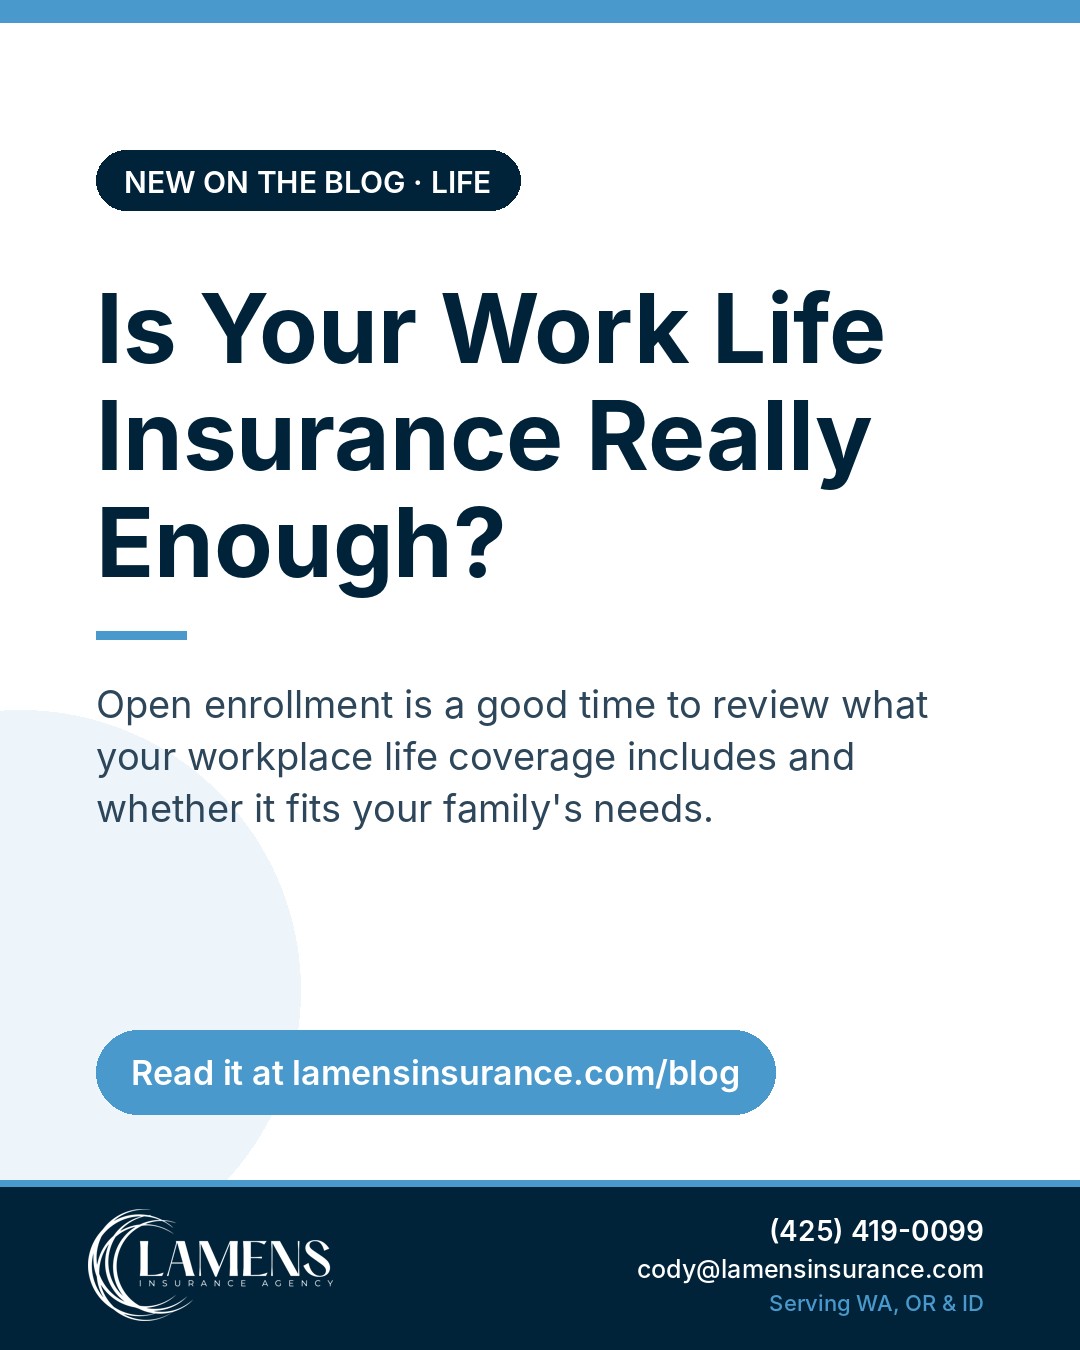 NEW ON THE BLOG · LIFE
Is Your Work Life
Insurance Really
Enough?
Open enrollment is a good time to review what
your workplace life coverage includes and
whether it fits your family's needs.
Read it at lamensinsurance.com/blog
LAMENS
INSURANCE AGENCY
(425) 419-0099
cody@lamensinsurance.com
Serving WA, OR & ID